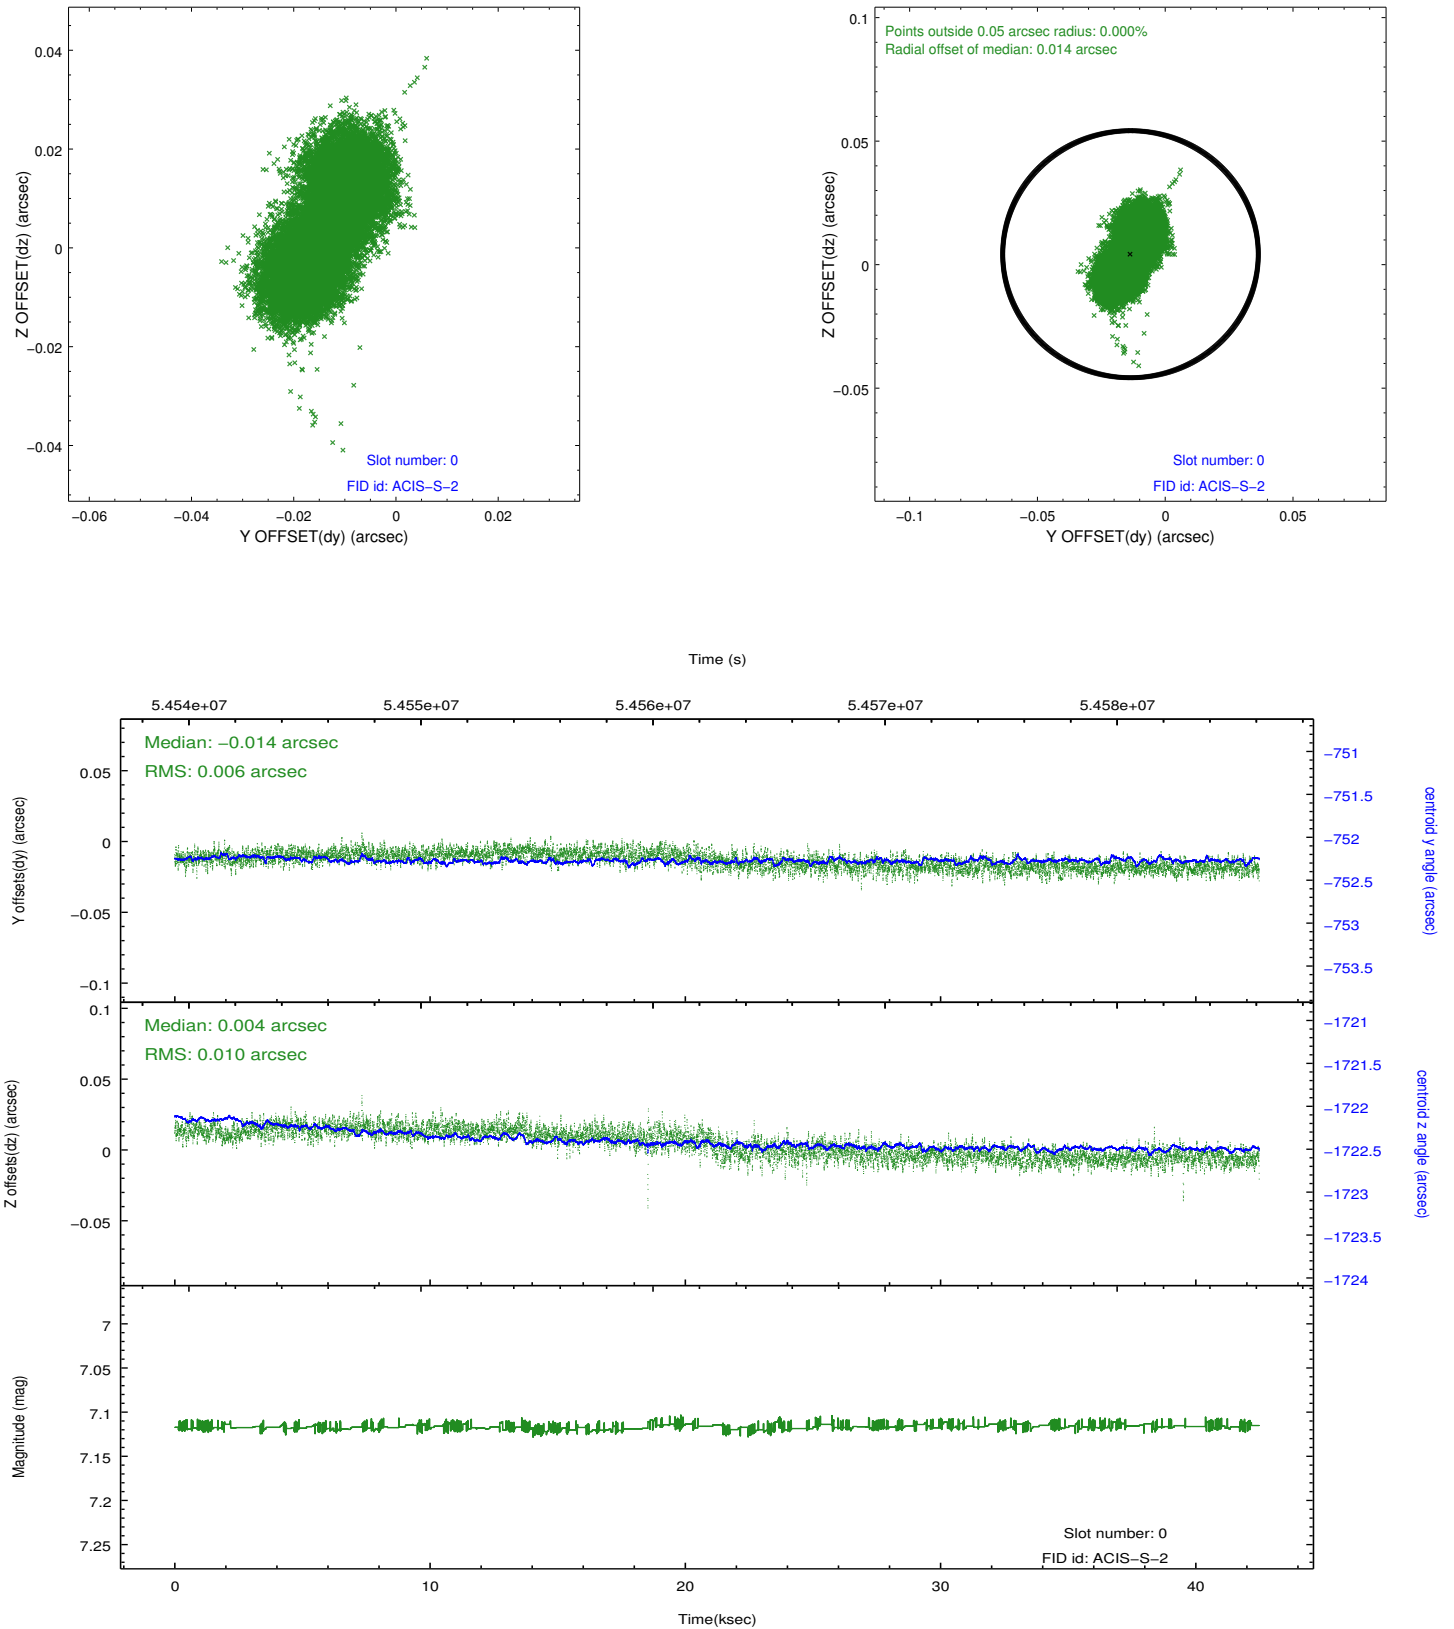 0.04
0.02
0
−0.02
−0.04
Z OFFSET(dz) (arcsec)
Slot number: 0
FID id: ACIS−S−2
−0.06
−0.04
−0.02
0
0.02
Y OFFSET(dy) (arcsec)
Points outside 0.05 arcsec radius: 0.000%
Radial offset of median: 0.014 arcsec
0.1
0.05
0
−0.05
Z OFFSET(dz) (arcsec)
Slot number: 0
FID id: ACIS−S−2
−0.1
−0.05
0
0.05
Y OFFSET(dy) (arcsec)
Time (s)
5.454e+07
5.455e+07
5.456e+07
5.457e+07
5.458e+07
Median: −0.014 arcsec
RMS: 0.006 arcsec
0.05
0
−0.05
−0.1
Y offsets(dy) (arcsec)
−751
−751.5
−752
−752.5
−753
−753.5
centroid y angle (arcsec)
Median: 0.004 arcsec
RMS: 0.010 arcsec
0.1
0.05
0
−0.05
Z offsets(dz) (arcsec)
−1721
−1721.5
−1722
−1722.5
−1723
−1723.5
−1724
centroid z angle (arcsec)
7
7.05
7.1
7.15
7.2
7.25
Magnitude (mag)
Slot number: 0
FID id: ACIS−S−2
0
10
20
30
40
Time(ksec)